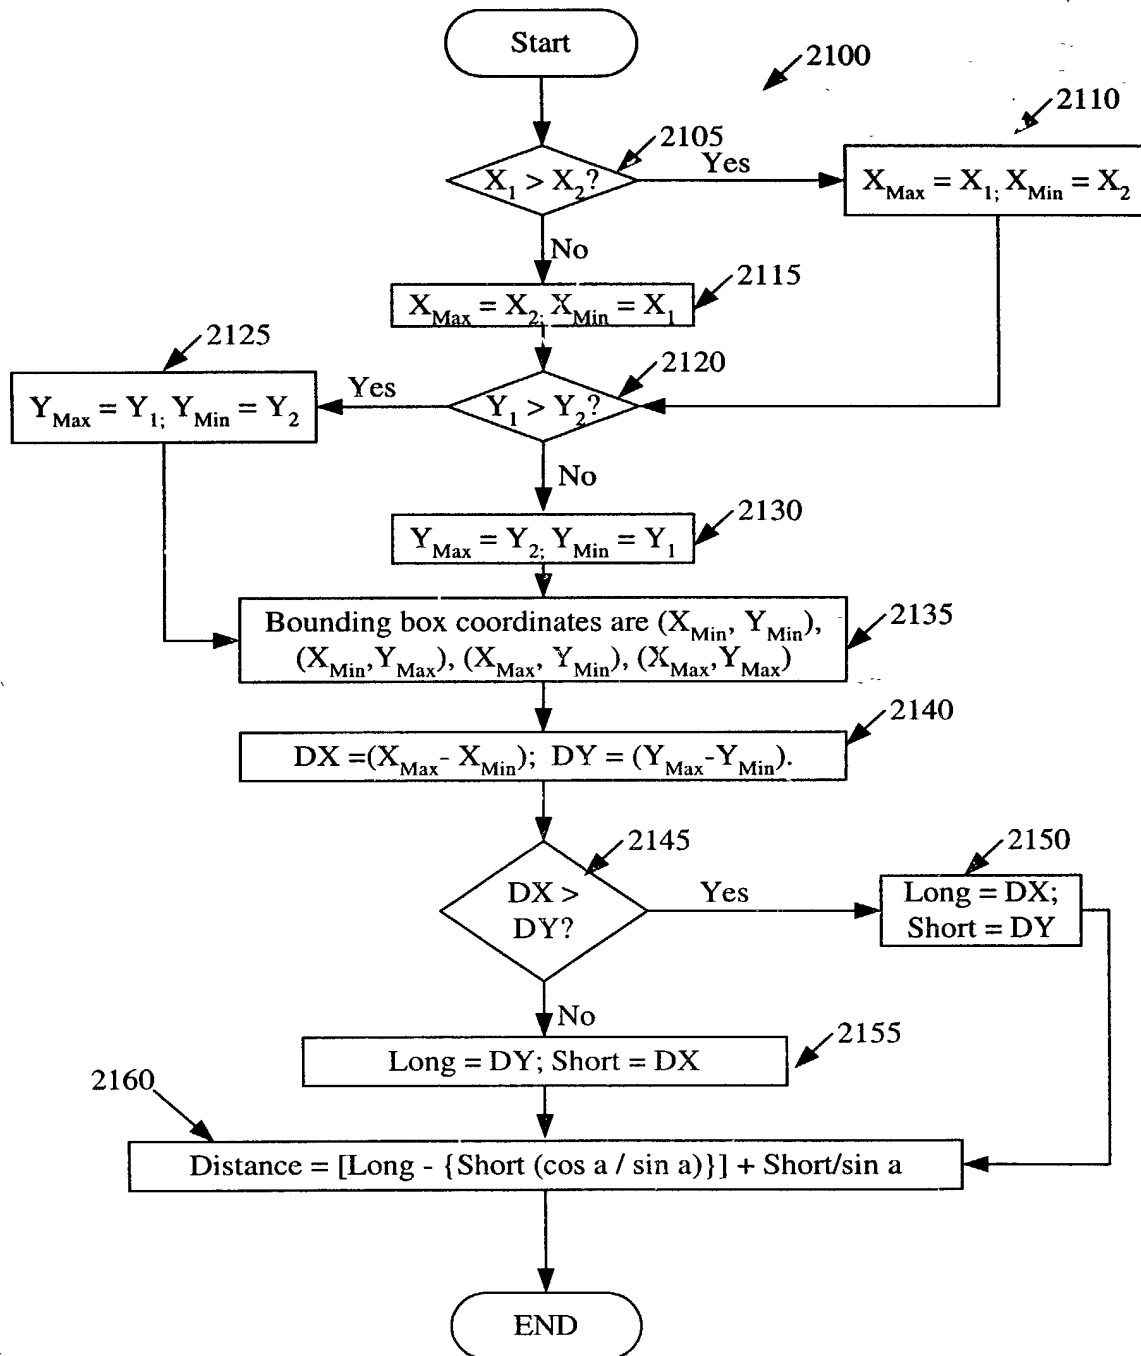 Start
2100
2110
2105
X1 > X2?
Yes
XMax = X1; XMin = X2
No
2115
XMax = X2; XMin = X1
2125
2120
YMax = Y1; YMin = Y2
Yes
Y1 > Y2?
No
2130
YMax = Y2; YMin = Y1
Bounding box coordinates are (XMin, YMin),
(XMin,YMax), (XMax, YMin), (XMax,YMax)
2135
2140
DX =(XMax- XMin); DY = (YMax-YMin).
2145
2150
DX >
DY?
Yes
Long = DX;
Short = DY
No
2155
Long = DY; Short = DX
2160
Distance = [Long - {Short (cos a / sin a)}] + Short/sin a
END